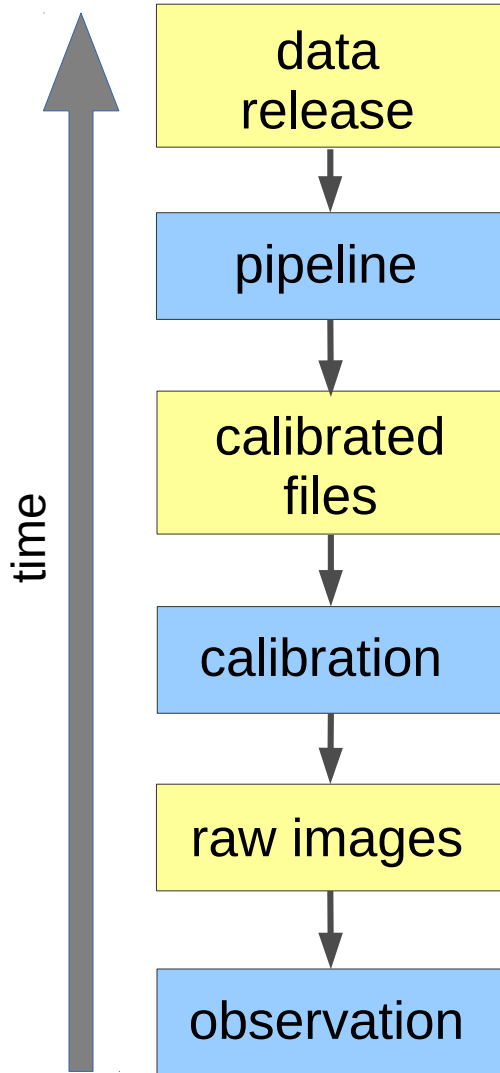 data
release
pipeline
calibrated
files
time
calibration
raw images
observation